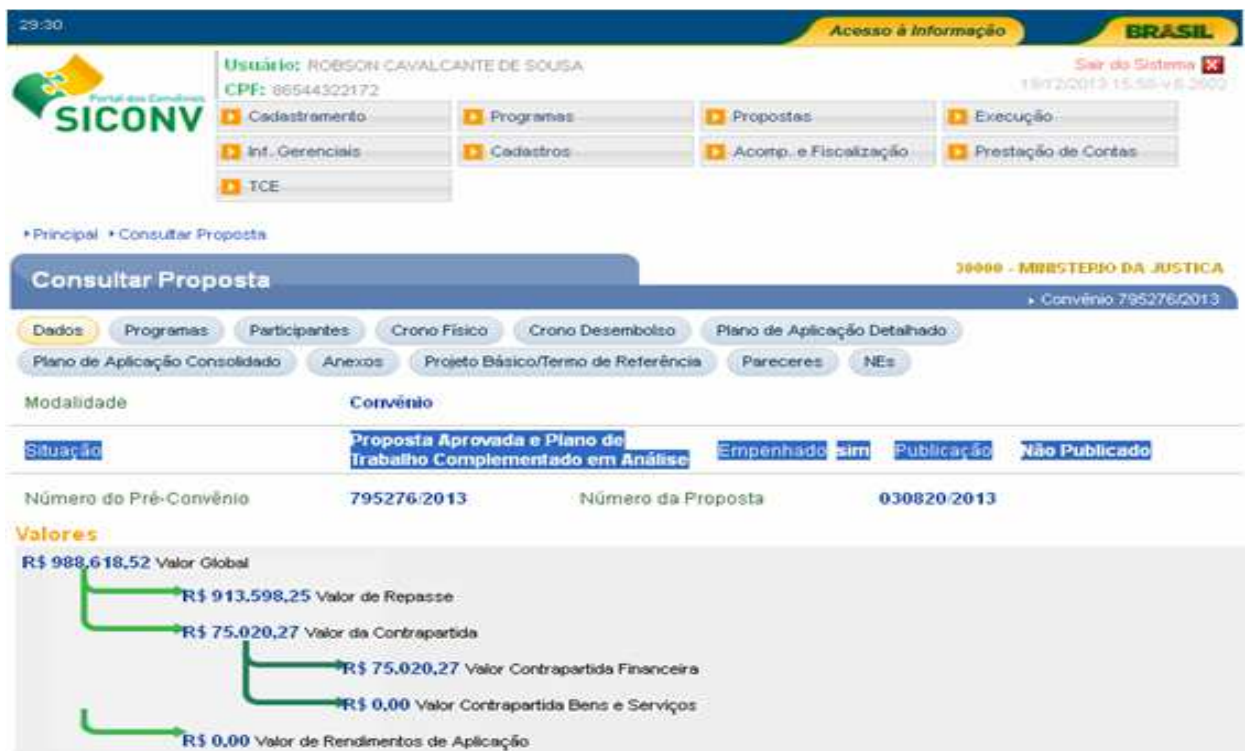 29:30
Acesso à Informação
BRASIL
Usuário: ROBSON CAVALCANTE DE SOUSA
Sair do Sistema
CPF: 86544322172
Portal dos Convênios
SICONV
Cadastramento
Programas
Propostas
Execução
Inf. Gerenciais
Cadastros
Acomp. e Fiscalização
Prestação de Contas
TCE
Principal
Consultar Proposta
30000 - MINISTERIO DA JUSTICA
Consultar Proposta
Convênio 795276/2013
Dados
Programas
Participantes
Crono Físico
Crono Desembolso
Plano de Aplicação Detalhado
Plano de Aplicação Consolidado
Anexos
Projeto Básico/Termo de Referência
Pareceres
NEs
Modalidade
Convênio
Situação
Proposta Aprovada e Plano de
Trabalho Complementado em Análise
Empenhado sim
Publicação
Não Publicado
Número do Pré-Convênio
795276/2013
Número da Proposta
030820/2013
Valores
R$ 988.618,52 Valor Global
R$ 913.598,25 Valor de Repasse
R$ 75.020,27 Valor da Contrapartida
R$ 75.020,27 Valor Contrapartida Financeira
R$ 0,00 Valor Contrapartida Bens e Serviços
R$ 0,00 Valor de Rendimentos de Aplicação